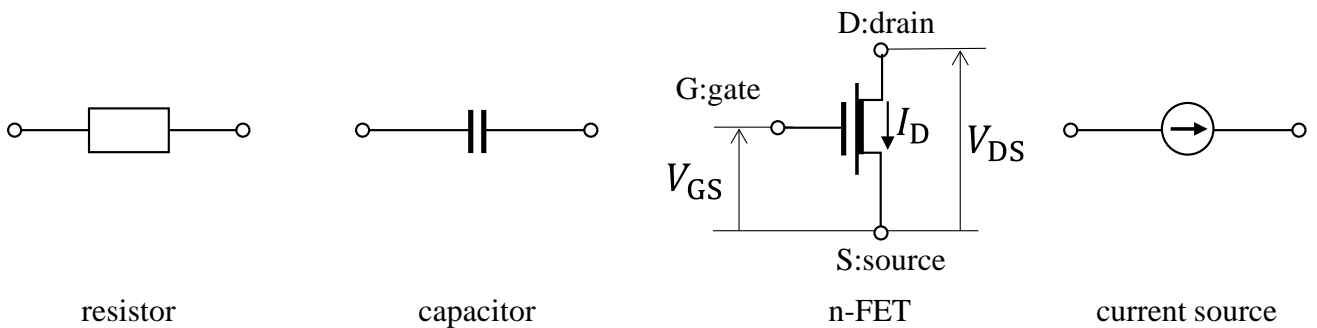 D:drain
G:gate
I_D
V_GS
V_DS
S:source
resistor
capacitor
n-FET
current source